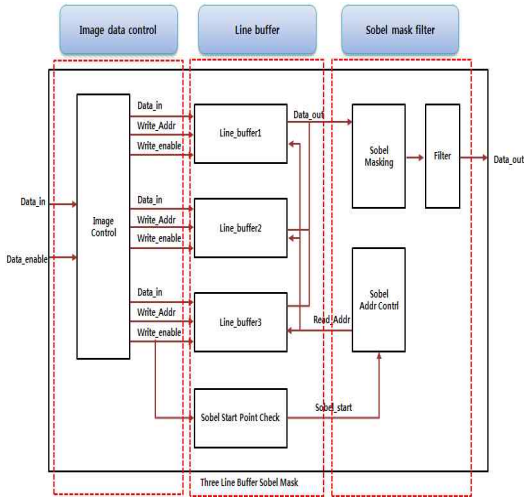 Image data control
Line buffer
Sobel mask filter
Data_in
Write_Addr
Write_enable
Line_buffer1
Data_out
Sobel
Masking
Filter
Data_out
Data_in
Data_enable
Image
Control
Data_in
Write_Addr
Write_enable
Line_buffer2
Data_in
Write_Addr
Write_enable
Line_buffer3
Read_Addr
Sobel
Addr Contrl
Sobel Start Point Check
Sobel_start
Three Line Buffer Sobel Mask